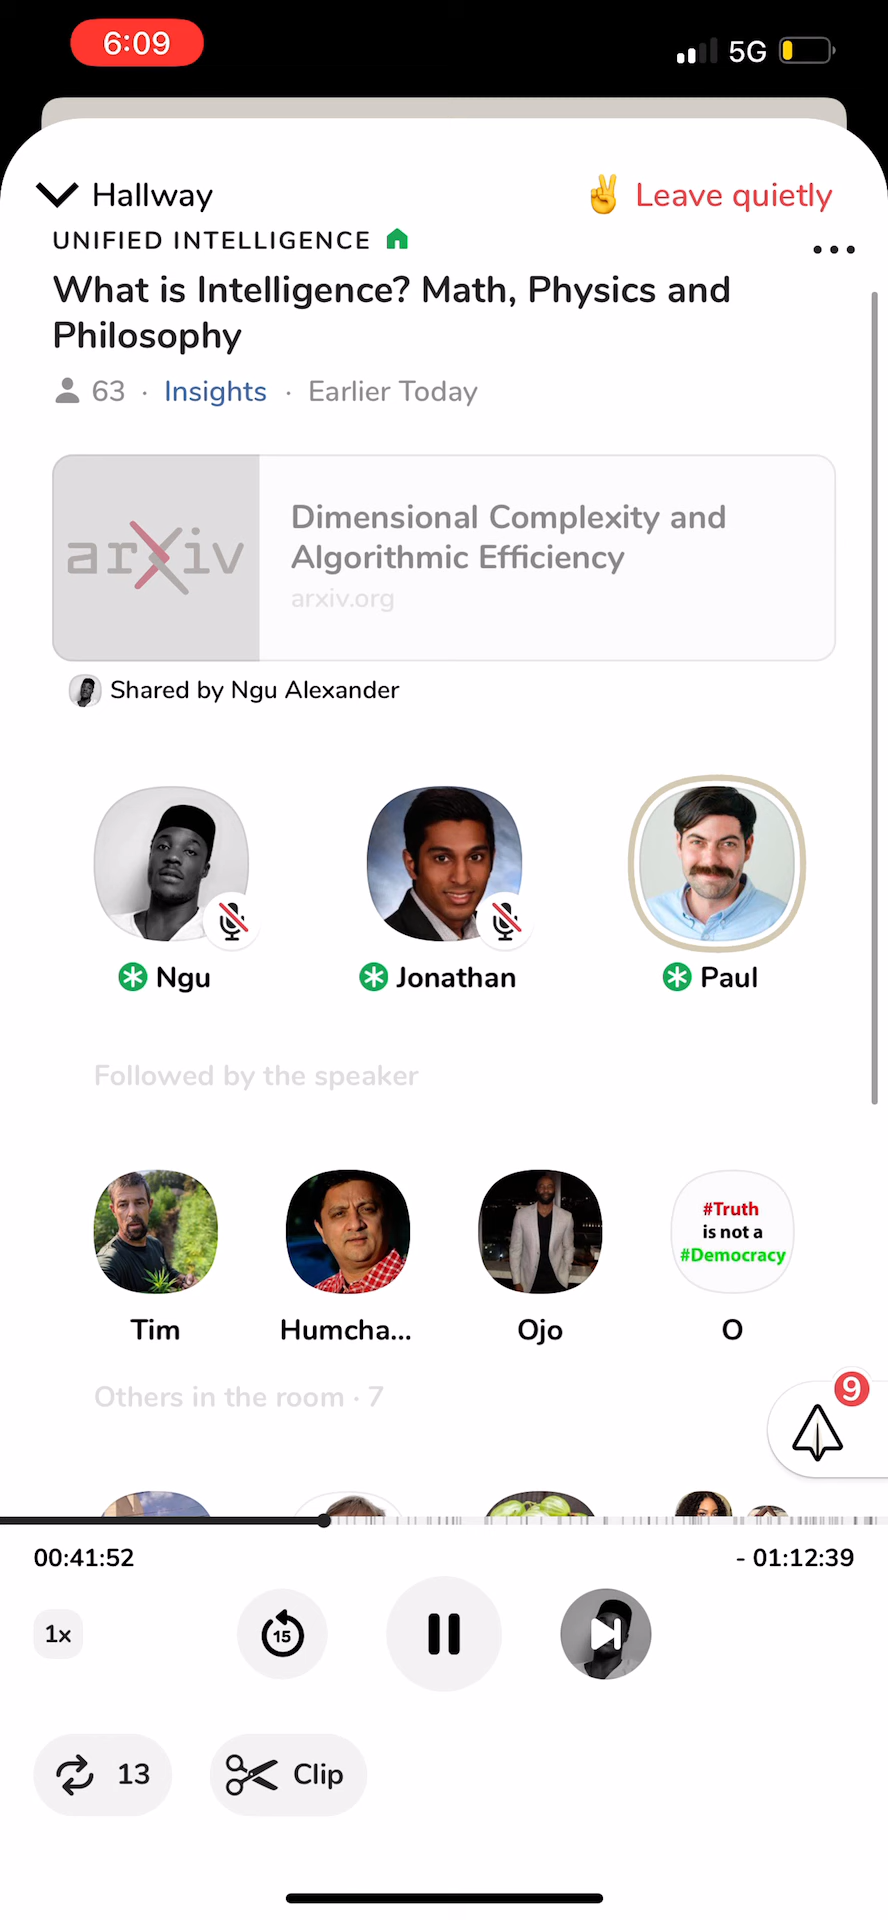 6:09
5G
Hallway
✌️ Leave quietly
UNIFIED INTELLIGENCE
What is Intelligence? Math, Physics and
Philosophy
63 · Insights · Earlier Today
arXiv
Dimensional Complexity and
Algorithmic Efficiency
arxiv.org
Shared by Ngu Alexander
Ngu
Jonathan
Paul
Followed by the speaker
#Truth
is not a
#Democracy
Tim
Humcha...
Ojo
O
Others in the room · 7
9
00:41:52
- 01:12:39
1x
15
13
Clip